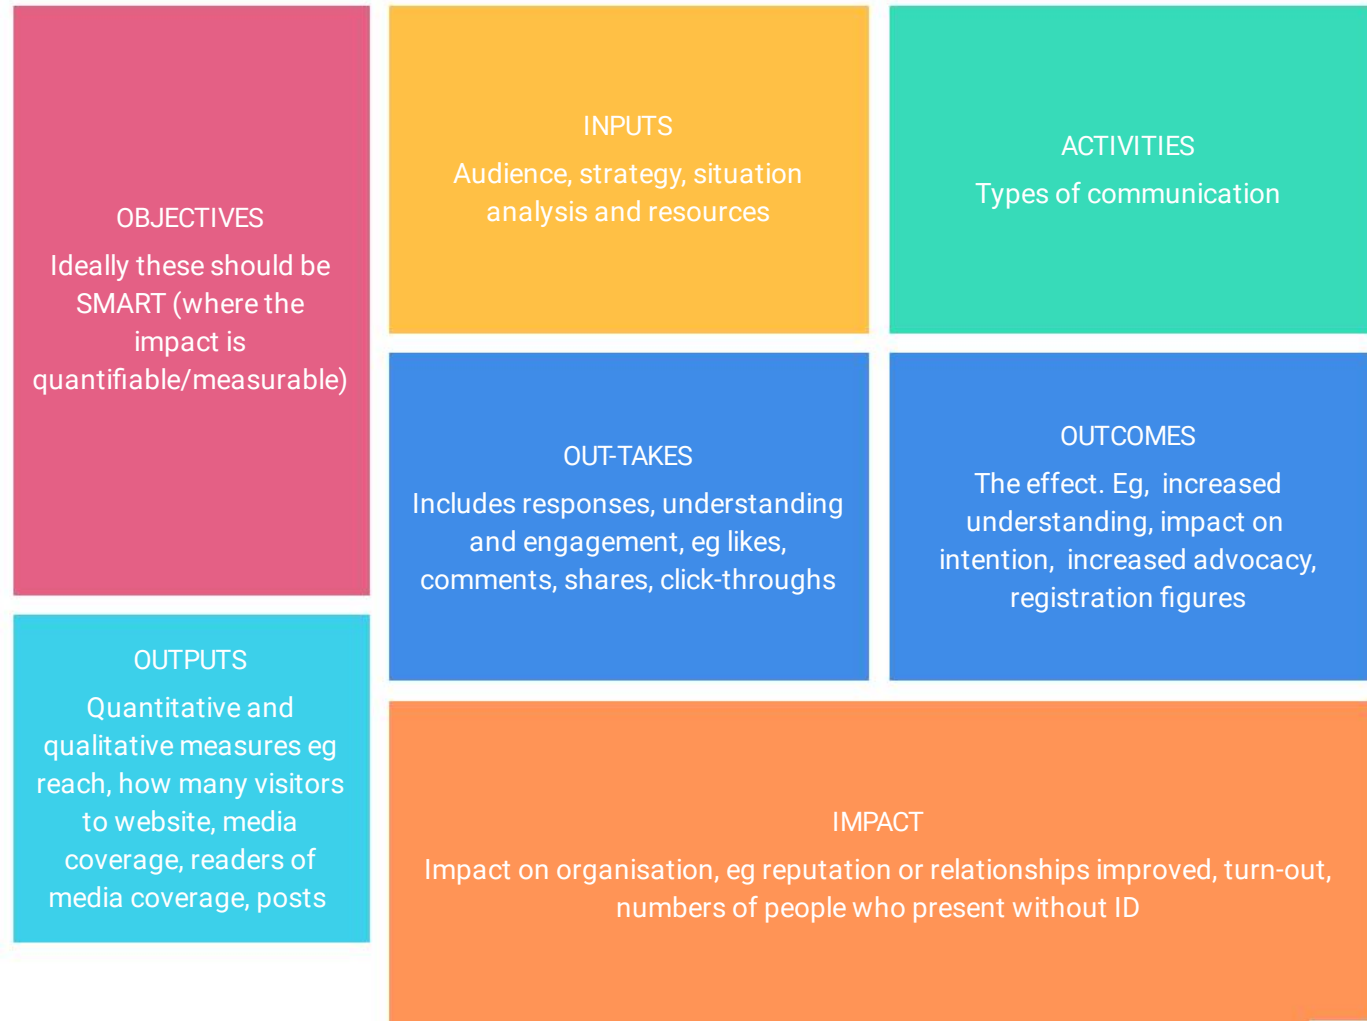 OBJECTIVES
Ideally these should be
SMART (where the
impact is
quantifiable/measurable)
INPUTS
Audience, strategy, situation
analysis and resources
ACTIVITIES
Types of communication
OUT-TAKES
Includes responses, understanding
and engagement, eg likes,
comments, shares, click-throughs
OUTCOMES
The effect. Eg, increased
understanding, impact on
intention, increased advocacy,
registration figures
OUTPUTS
Quantitative and
qualitative measures eg
reach, how many visitors
to website, media
coverage, readers of
media coverage, posts
IMPACT
Impact on organisation, eg reputation or relationships improved, turn-out,
numbers of people who present without ID